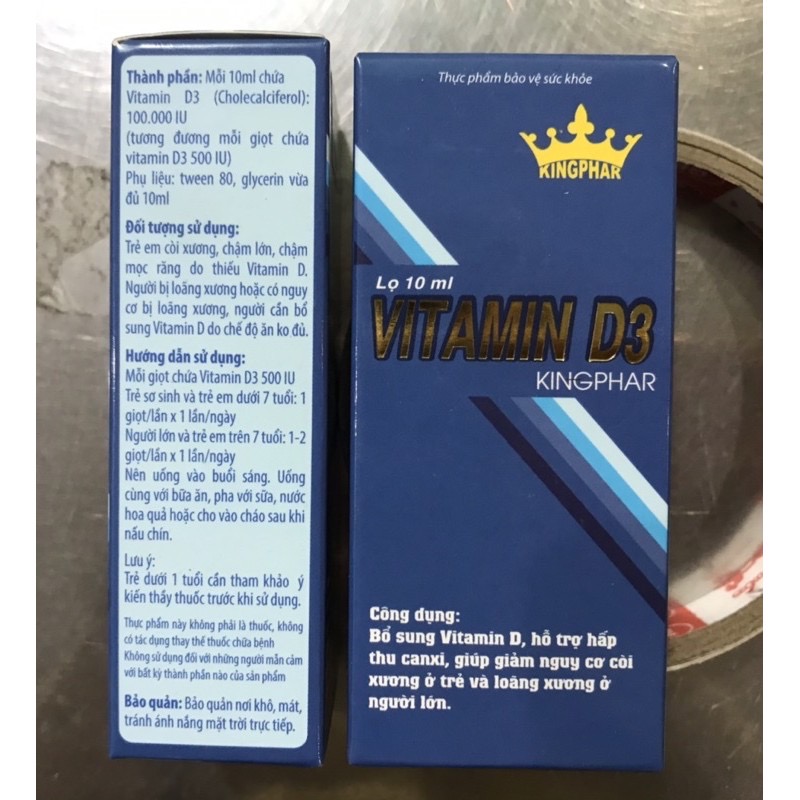 Thành phần: Mỗi 10ml chứa
Vitamin D3 (Cholecalciferol):
100.000 IU
(tương đương mỗi giọt chứa
vitamin D3 500 IU)
Phụ liệu: tween 80, glycerin vừa
đủ 10ml
Đối tượng sử dụng:
Trẻ em còi xương, chậm lớn, chậm
mọc răng do thiếu Vitamin D.
Người bị loãng xương hoặc có nguy
cơ bị loãng xương, người cần bổ
sung Vitamin D do chế độ ăn ko đủ.
Hướng dẫn sử dụng:
Mỗi giọt chứa Vitamin D3 500 IU
Trẻ sơ sinh và trẻ em dưới 7 tuổi: 1
giọt/lần x 1 lần/ngày
Người lớn và trẻ em trên 7 tuổi: 1-2
giọt/lần x 1 lần/ngày
Nên uống vào buổi sáng. Uống
cùng với bữa ăn, pha với sữa, nước
hoa quả hoặc cho vào cháo sau khi
nấu chín.
Lưu ý:
Trẻ dưới 1 tuổi cần tham khảo ý
kiến thầy thuốc trước khi sử dụng.
Thực phẩm này không phải là thuốc, không
có tác dụng thay thế thuốc chữa bệnh
Không sử dụng đối với những người mẫn cảm
với bất kỳ thành phần nào của sản phẩm
Bảo quản: Bảo quản nơi khô, mát,
tránh ánh nắng mặt trời trực tiếp.
Thực phẩm bảo vệ sức khỏe
KINGPHAR
Lọ 10 ml
VITAMIN D3
KINGPHAR
Công dụng:
Bổ sung Vitamin D, hỗ trợ hấp
thu canxi, giúp giảm nguy cơ còi
xương ở trẻ và loãng xương ở
người lớn.